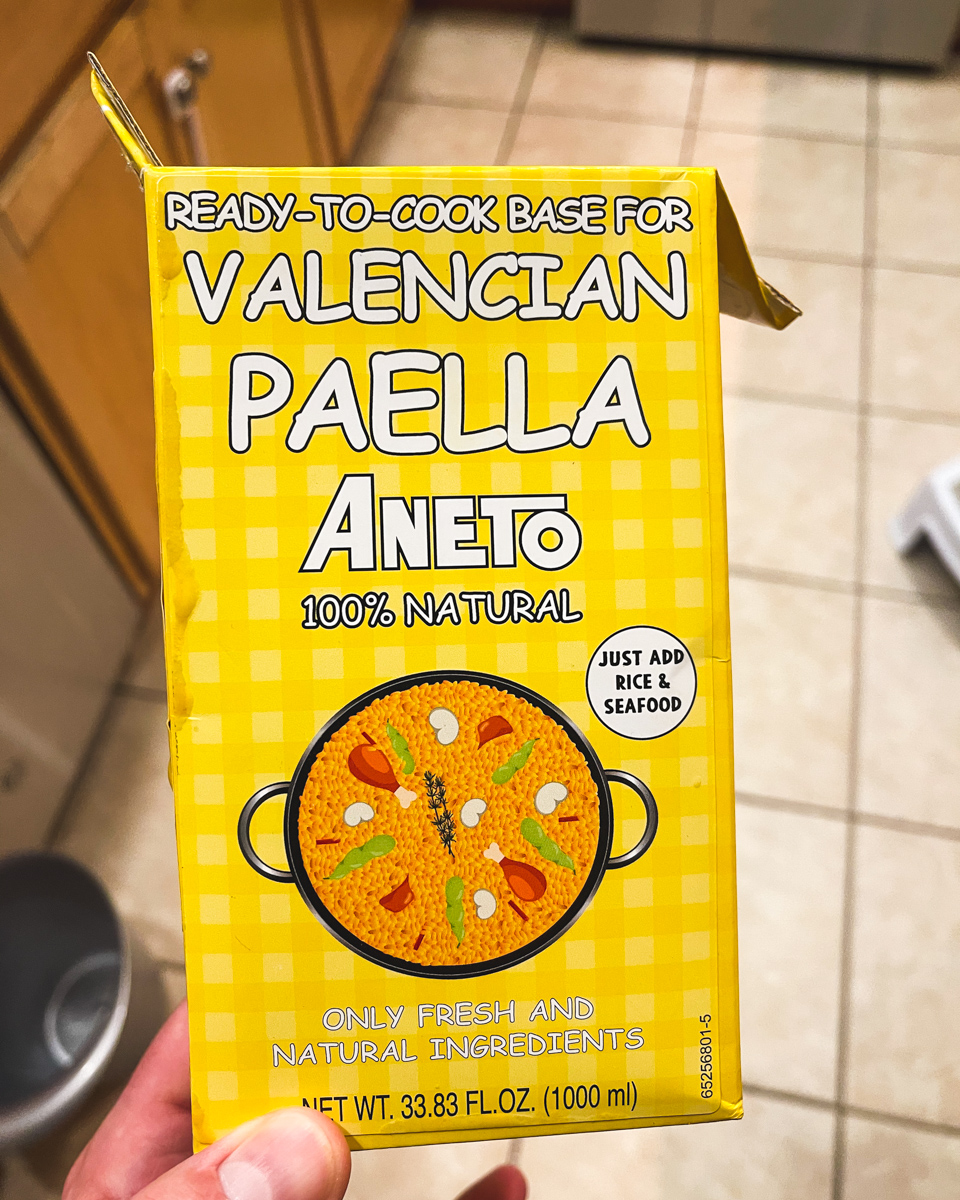 READY-TO-COOK BASE FOR
VALENCIAN
PAELLA
ANETO
100% NATURAL
JUST ADD
RICE &
SEAFOOD
ONLY FRESH AND
NATURAL INGREDIENTS
NET WT. 33.83 FL.OZ. (1000 ml)
65256801-5